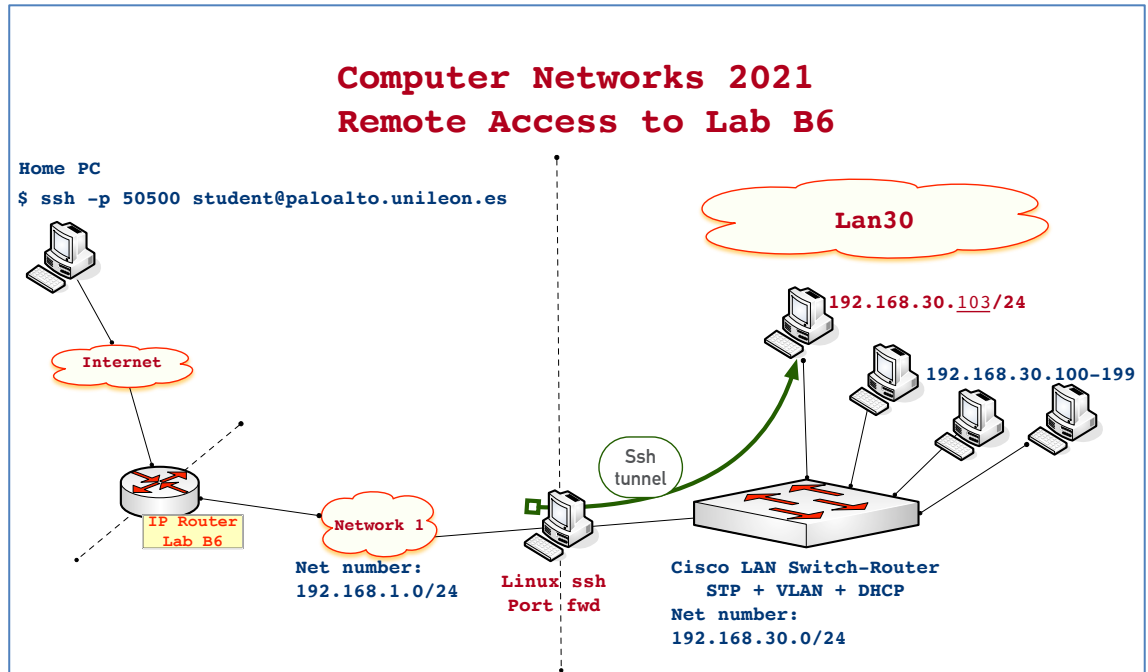 Computer Networks 2021
Remote Access to Lab B6
Home PC
$ ssh -p 50500 student@paloalto.unileon.es
Lan30
192.168.30.103/24
Internet
192.168.30.100-199
Ssh
tunnel
IP Router
Lab B6
Network 1
Net number:
192.168.1.0/24
Linux ssh
Port fwd
Cisco LAN Switch-Router
STP + VLAN + DHCP
Net number:
192.168.30.0/24